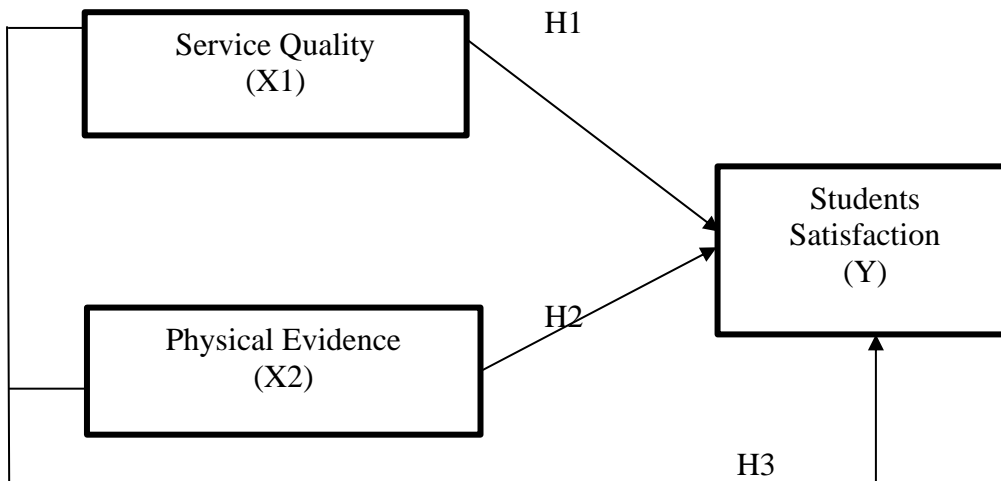 H1
Service Quality
(X1)
Students
Satisfaction
(Y)
H2
Physical Evidence
(X2)
H3